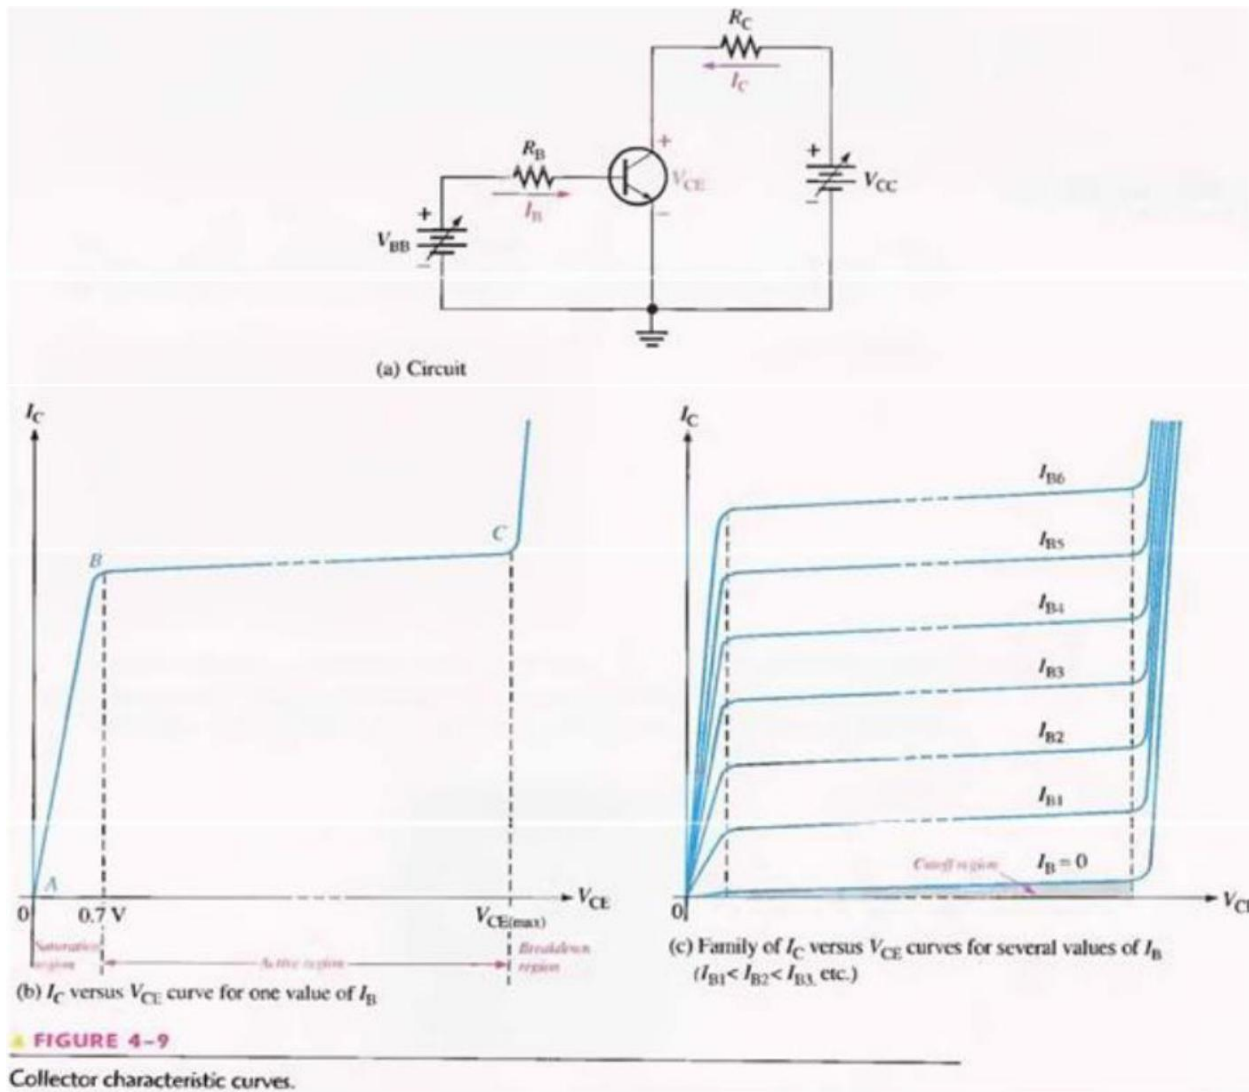 R_C
I_C
R_B
+
+
V_CE
V_CC
I_B
+
−
−
V_BB
−
(a) Circuit
I_C
B
C
A
0
0.7 V
V_CE(max)
V_CE
Saturation
region
Active region
Breakdown
region
(b) I_C versus V_CE curve for one value of I_B
I_C
I_B6
I_B5
I_B4
I_B3
I_B2
I_B1
Cutoff region
I_B = 0
0
V_CE
(c) Family of I_C versus V_CE curves for several values of I_B
(I_B1 < I_B2 < I_B3, etc.)
FIGURE 4–9
Collector characteristic curves.